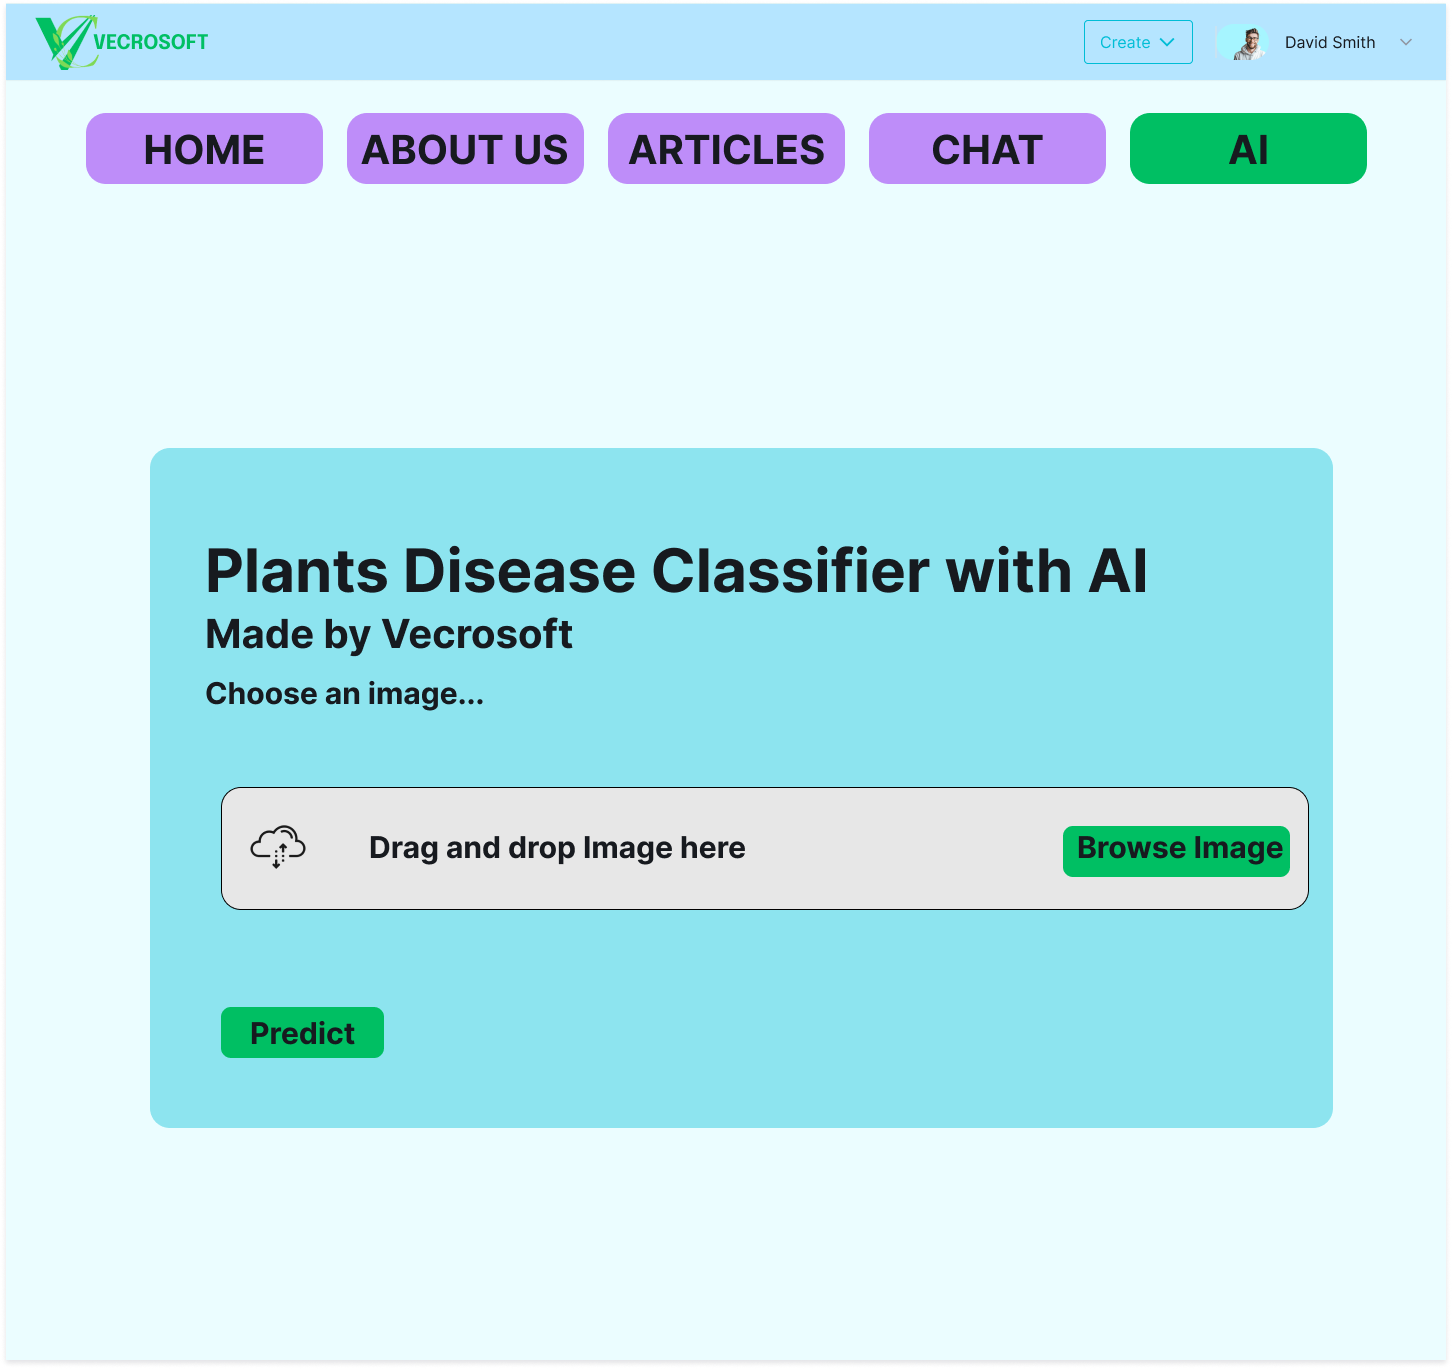 VECROSOFT
Create
David Smith
HOME
ABOUT US
ARTICLES
CHAT
AI
Plants Disease Classifier with AI
Made by Vecrosoft
Choose an image...
Drag and drop Image here
Browse Image
Predict